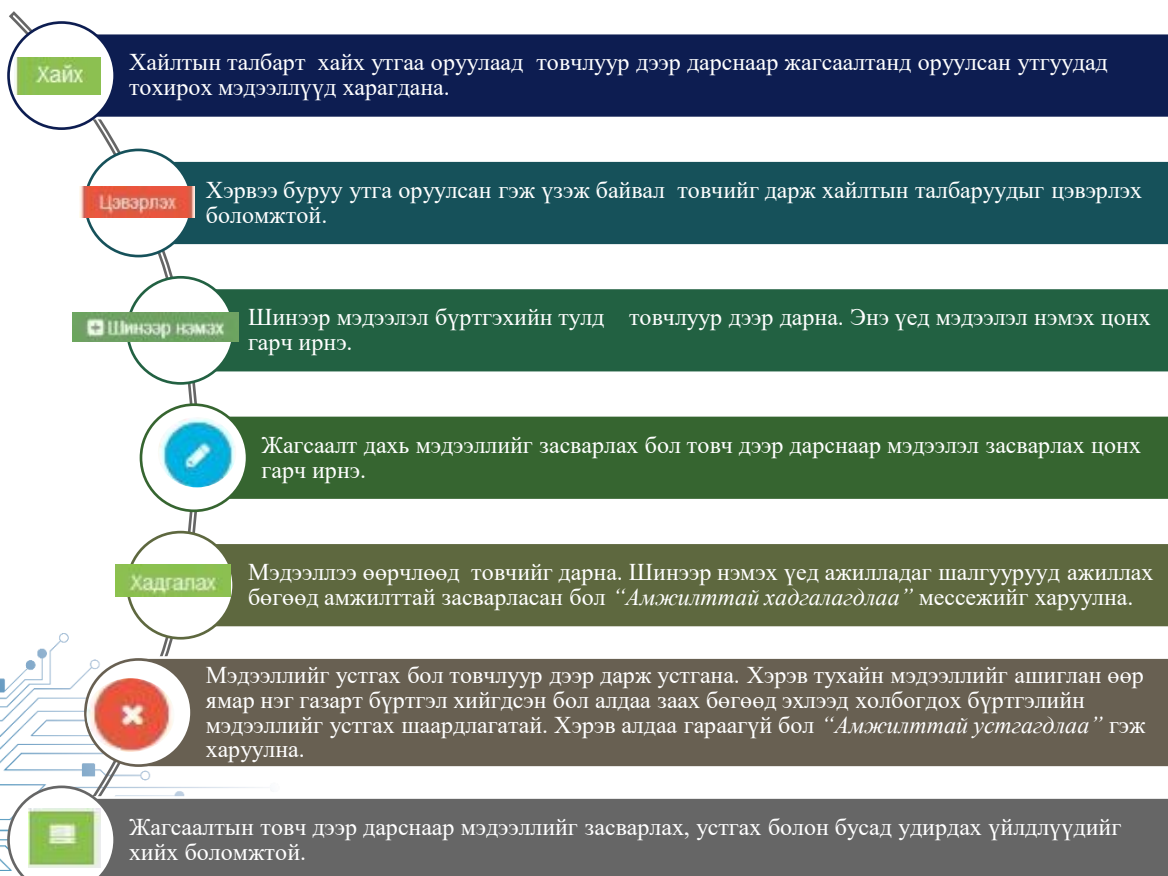 Хайх
Хайлтын талбарт хайх утгаа оруулаад товчлуур дээр дарснаар жагсаалтанд оруулсан утгуудад
тохирох мэдээллүүд харагдана.
Цэвэрлэх
Хэрвээ буруу утга оруулсан гэж үзэж байвал товчийг дарж хайлтын талбаруудыг цэвэрлэх
боломжтой.
Шинээр нэмэх
Шинээр мэдээлэл бүртгэхийн тулд товчлуур дээр дарна. Энэ үед мэдээлэл нэмэх цонх
гарч ирнэ.
Жагсаалт дахь мэдээллийг засварлах бол товч дээр дарснаар мэдээлэл засварлах цонх
гарч ирнэ.
Хадгалах
Мэдээллээ өөрчлөөд товчийг дарна. Шинээр нэмэх үед ажилладаг шалгуурууд ажиллах
бөгөөд амжилттай засварласан бол “Амжилттай хадгалагдлаа” мессежийг харуулна.
Мэдээллийг устгах бол товчлуур дээр дарж устгана. Хэрэв тухайн мэдээллийг ашиглан өөр
ямар нэг газарт бүртгэл хийгдсэн бол алдаа заах бөгөөд эхлээд холбогдох бүртгэлийн
мэдээллийг устгах шаардлагатай. Хэрэв алдаа гараагүй бол “Амжилттай устгагдлаа” гэж
харуулна.
Жагсаалтын товч дээр дарснаар мэдээллийг засварлах, устгах болон бусад удирдах үйлдлүүдийг
хийх боломжтой.